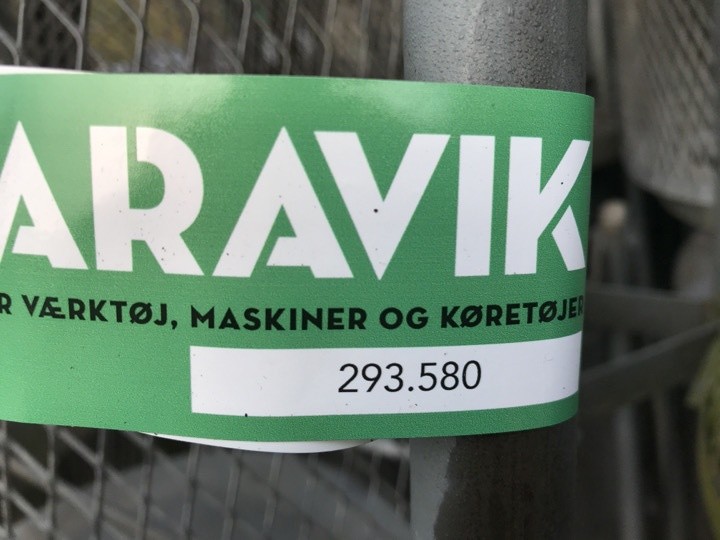 ARAVIK
R VÆRKTØJ, MASKINER OG KØRETØJER
293.580